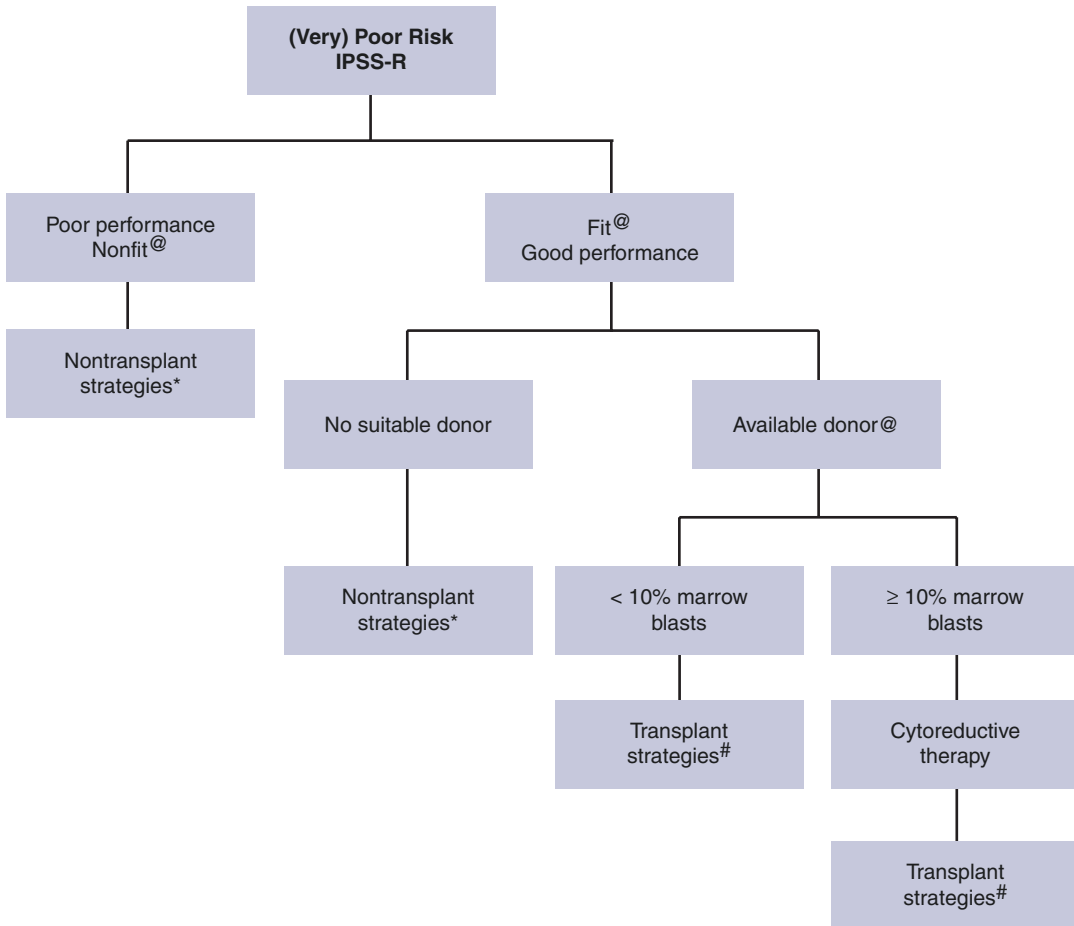 (Very) Poor Risk
IPSS-R
Poor performance
Nonfit@
Fit@
Good performance
Nontransplant
strategies*
No suitable donor
Available donor@
Nontransplant
strategies*
< 10% marrow
blasts
≥ 10% marrow
blasts
Transplant
strategies#
Cytoreductive
therapy
Transplant
strategies#